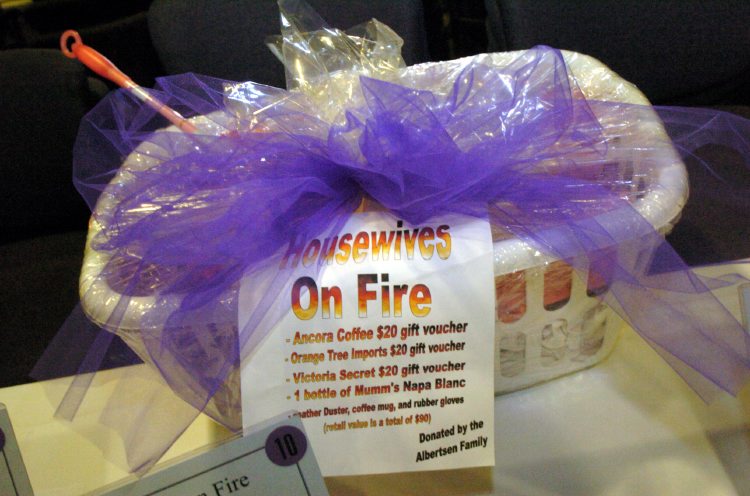 Housewives
On Fire
- Ancora Coffee $20 gift voucher
- Orange Tree Imports $20 gift voucher
- Victoria Secret $20 gift voucher
- 1 bottle of Mumm's Napa Blanc
Duster, coffee mug, and rubber gloves
(retail value is a total of $90)
Donated by the
Albertsen Family
10
on Fire